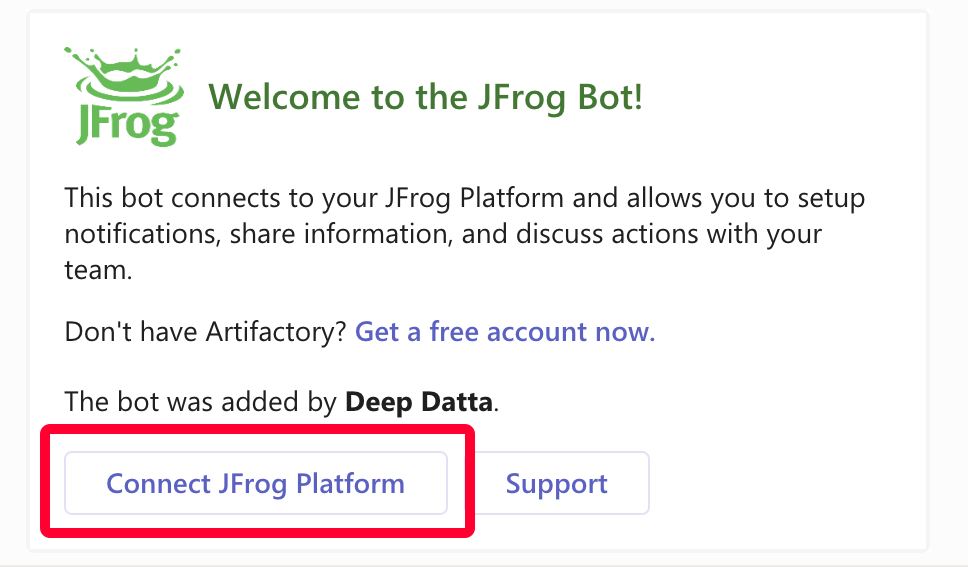 JFrog
Welcome to the JFrog Bot!
This bot connects to your JFrog Platform and allows you to setup
notifications, share information, and discuss actions with your
team.
Don't have Artifactory? Get a free account now.
The bot was added by Deep Datta.
Connect JFrog Platform
Support